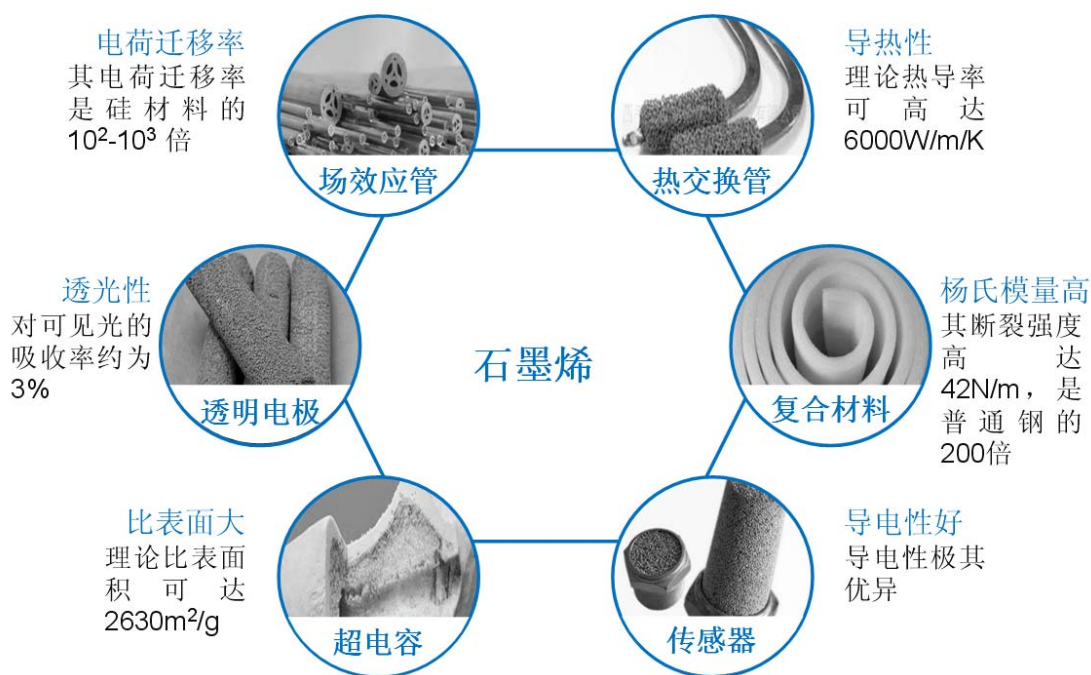 电荷迁移率
其电荷迁移率
是硅材料的
10²-10³ 倍
场效应管
导热性
理论热导率
可高达
6000W/m/K
热交换管
透光性
对可见光的
吸收率约为
3%
透明电极
石墨烯
杨氏模量高
其断裂强度
高达
42N/m，是
普通钢的
200倍
复合材料
比表面大
理论比表面
积可达
2630m²/g
超电容
导电性好
导电性极其
优异
传感器